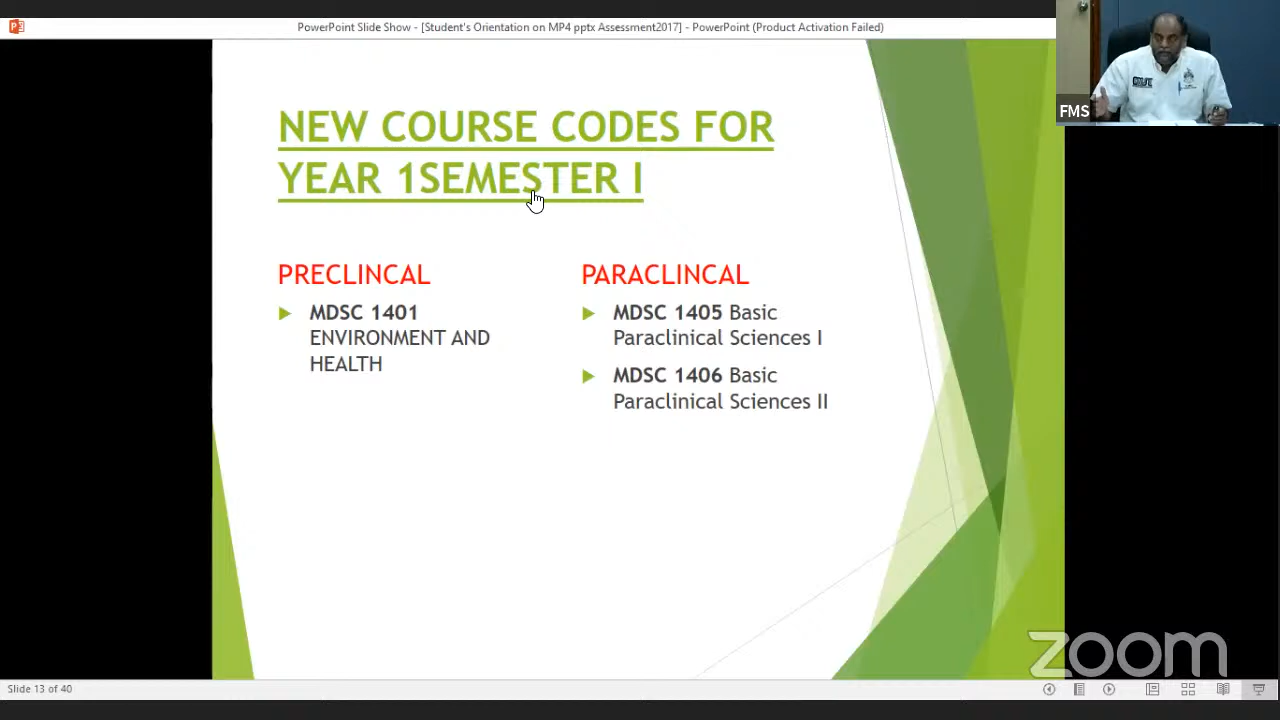 PowerPoint Slide Show - [Student's Orientation on MP4 pptx Assessment2017] - PowerPoint (Product Activation Failed)
FMS
NEW COURSE CODES FOR
YEAR 1SEMESTER I
PRECLINCAL
MDSC 1401
ENVIRONMENT AND
HEALTH
PARACLINCAL
MDSC 1405 Basic
Paraclinical Sciences I
MDSC 1406 Basic
Paraclinical Sciences II
zoom
Slide 13 of 40